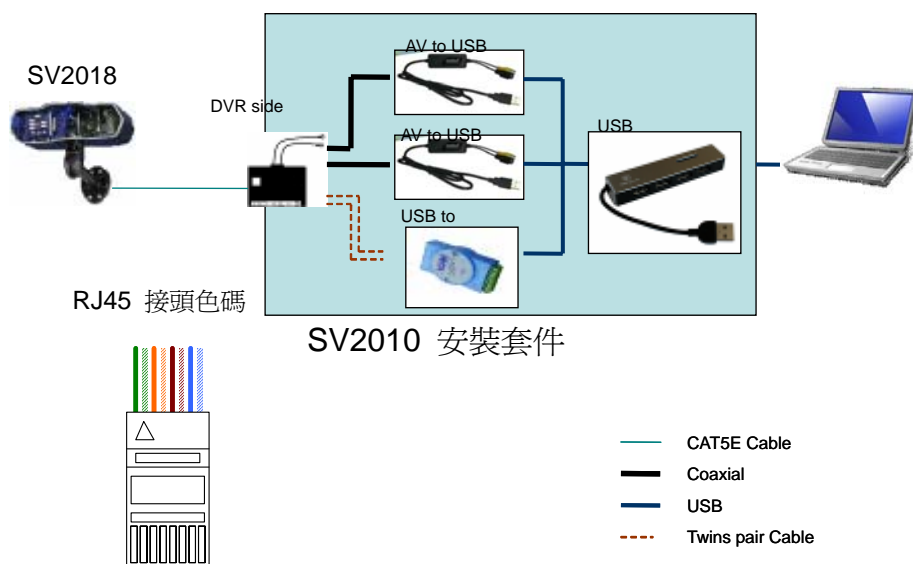 AV to USB
SV2018
DVR side
AV to USB
USB
USB to
RJ45 接頭色碼
SV2010 安裝套件
CAT5E Cable
Coaxial
USB
Twins pair Cable